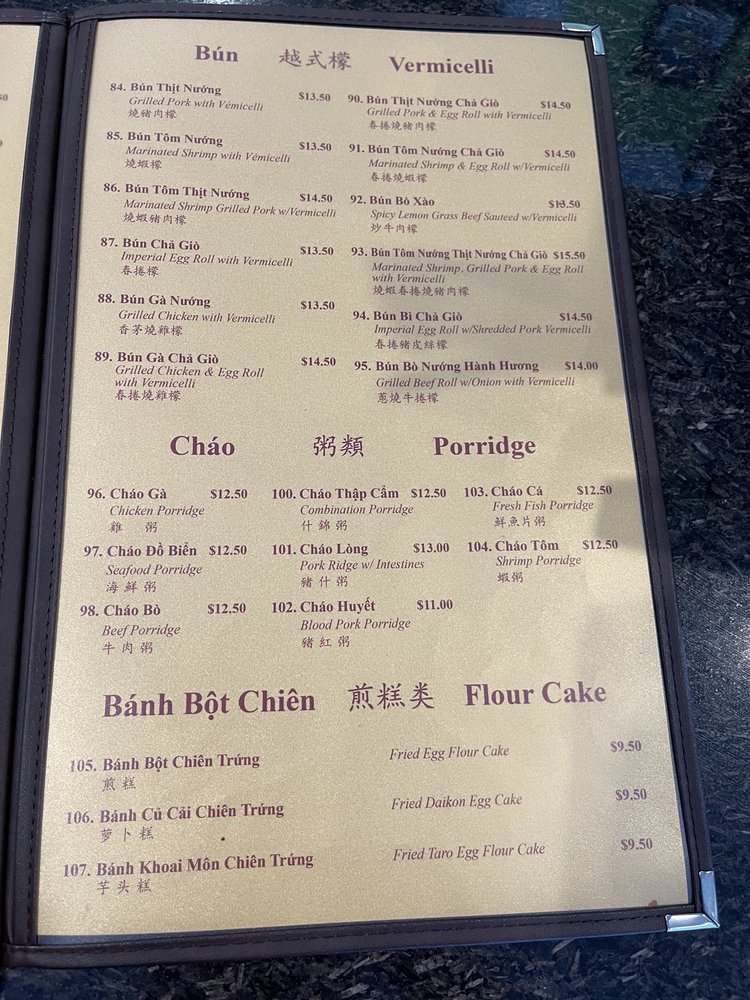 Bún 越式檬 Vermicelli
84. Bún Thịt Nướng $13.50
Grilled Pork with Vêmicelli
燒豬肉檬
85. Bún Tôm Nướng $13.50
Marinated Shrimp with Vêmicelli
燒蝦檬
86. Bún Tôm Thịt Nướng $14.50
Marinated Shrimp Grilled Pork w/Vermicelli
燒蝦豬肉檬
87. Bún Chả Giò $13.50
Imperial Egg Roll with Vermicelli
春捲檬
88. Bún Gà Nướng $13.50
Grilled Chicken with Vermicelli
香茅燒雞檬
89. Bún Gà Chả Giò $14.50
Grilled Chicken & Egg Roll
with Vermicelli
春捲燒雞檬
90. Bún Thịt Nướng Chả Giò $14.50
Grilled Pork & Egg Roll with Vermicelli
春捲燒豬肉檬
91. Bún Tôm Nướng Chả Giò $14.50
Marinated Shrimp & Egg Roll w/Vermicelli
春捲燒蝦檬
92. Bún Bò Xào $13.50
Spicy Lemon Grass Beef Sauteed w/Vermicelli
炒牛肉檬
93. Bún Tôm Nướng Thịt Nướng Chả Giò $15.50
Marinated Shrimp, Grilled Pork & Egg Roll
with Vermicelli
燒蝦春捲燒豬肉檬
94. Bún Bì Chả Giò $14.50
Imperial Egg Roll w/Shredded Pork Vermicelli
春捲豬皮絲檬
95. Bún Bò Nướng Hành Hương $14.00
Grilled Beef Roll w/Onion with Vermicelli
蔥燒牛捲檬
Cháo 粥類 Porridge
96. Cháo Gà $12.50
Chicken Porridge
雞 粥
97. Cháo Đồ Biển $12.50
Seafood Porridge
海 鮮 粥
98. Cháo Bò $12.50
Beef Porridge
牛 肉 粥
100. Cháo Thập Cẩm $12.50
Combination Porridge
什 錦 粥
101. Cháo Lòng $13.00
Pork Ridge w/ Intestines
豬 什 粥
102. Cháo Huyết $11.00
Blood Pork Porridge
豬 紅 粥
103. Cháo Cá $12.50
Fresh Fish Porridge
鮮魚片粥
104. Cháo Tôm $12.50
Shrimp Porridge
蝦粥
Bánh Bột Chiên 煎糕类 Flour Cake
105. Bánh Bột Chiên Trứng Fried Egg Flour Cake $9.50
煎 糕
106. Bánh Củ Cải Chiên Trứng Fried Daikon Egg Cake $9.50
萝 卜 糕
107. Bánh Khoai Môn Chiên Trứng Fried Taro Egg Flour Cake $9.50
芋 头 糕